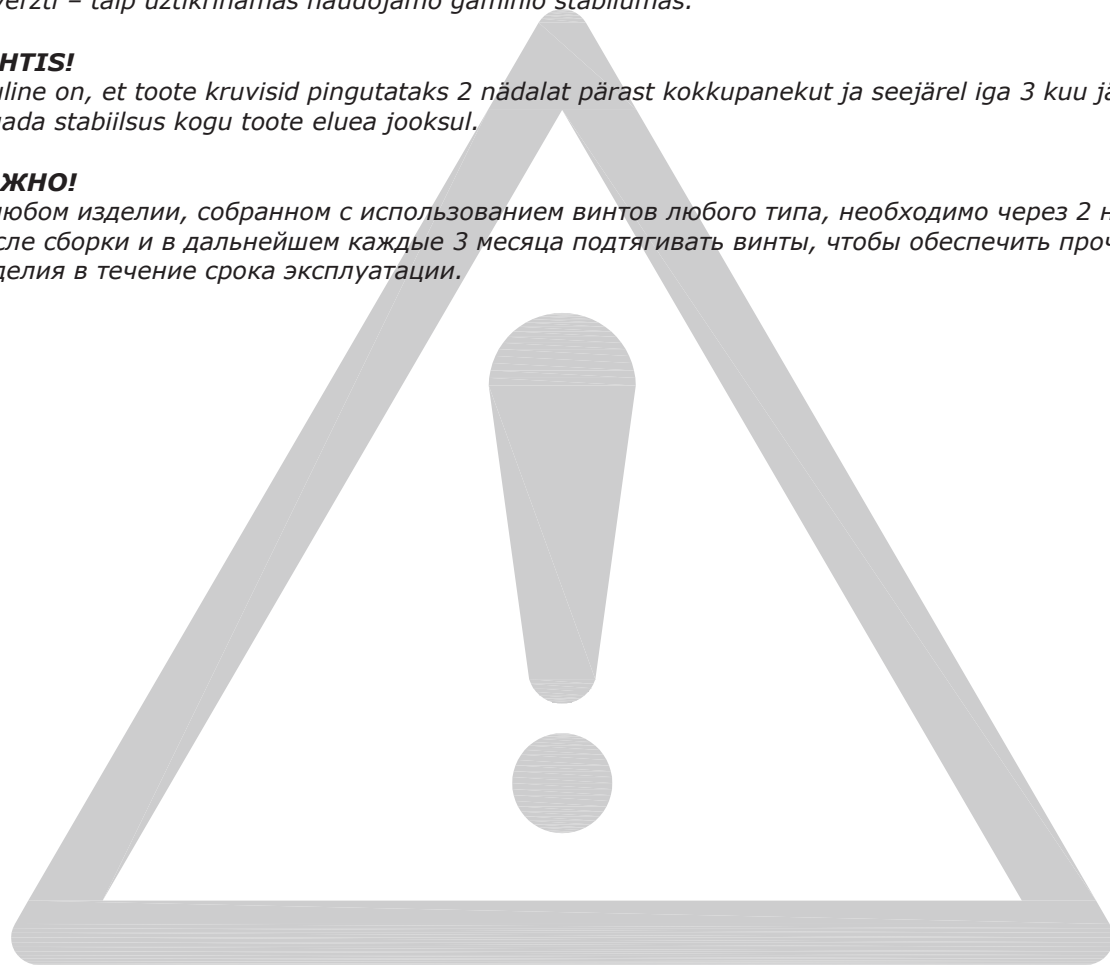 veržti – taip užtikrinamas naudojamo gaminio stabilumas.
HTIS!
line on, et toote kruvisid pingutataks 2 nädalat pärast kokkupanekut ja seejärel iga 3 kuu jä
ada stabiilsus kogu toote eluea jooksul.
ЖНО!
любом изделии, собранном с использованием винтов любого типа, необходимо через 2 н
сле сборки и в дальнейшем каждые 3 месяца подтягивать винты, чтобы обеспечить проч
делия в течение срока эксплуатации.